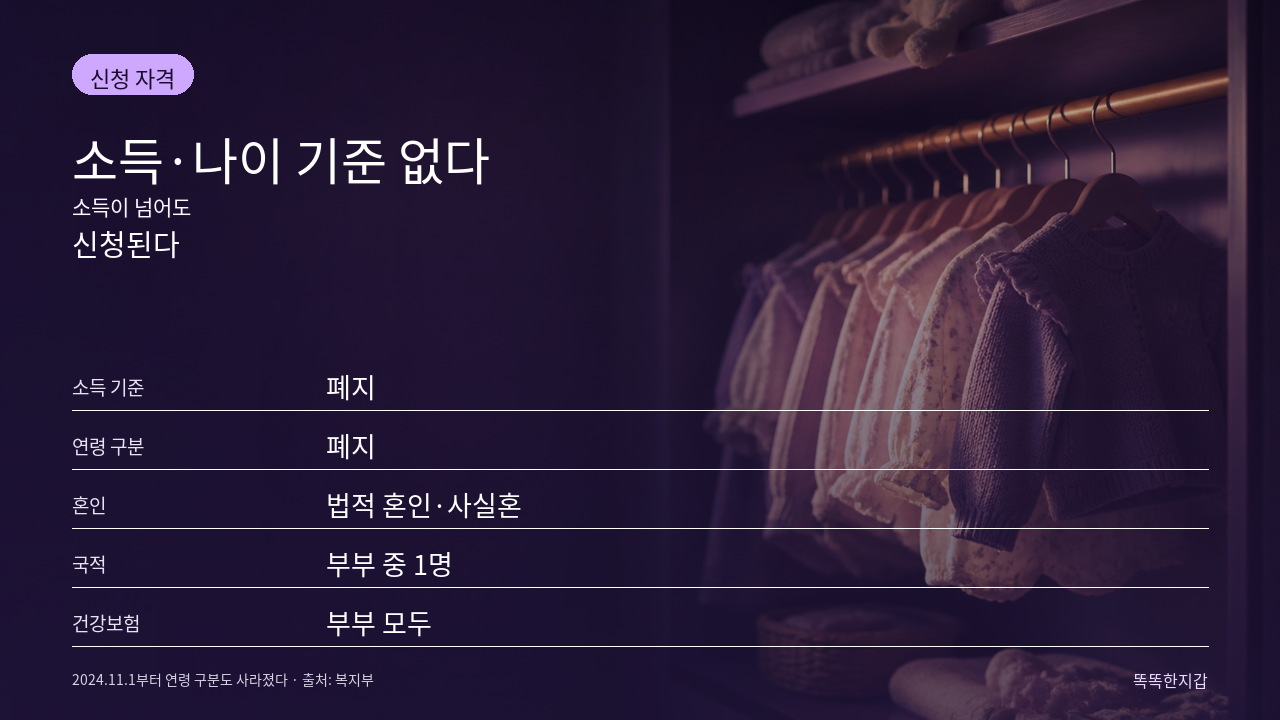 신청 자격
소득·나이 기준 없다
소득이 넘어도
신청된다
소득 기준 폐지
연령 구분 폐지
혼인 법적 혼인·사실혼
국적 부부 중 1명
건강보험 부부 모두
2024.11.1부터 연령 구분도 사라졌다 · 출처: 복지부
똑똑한지갑